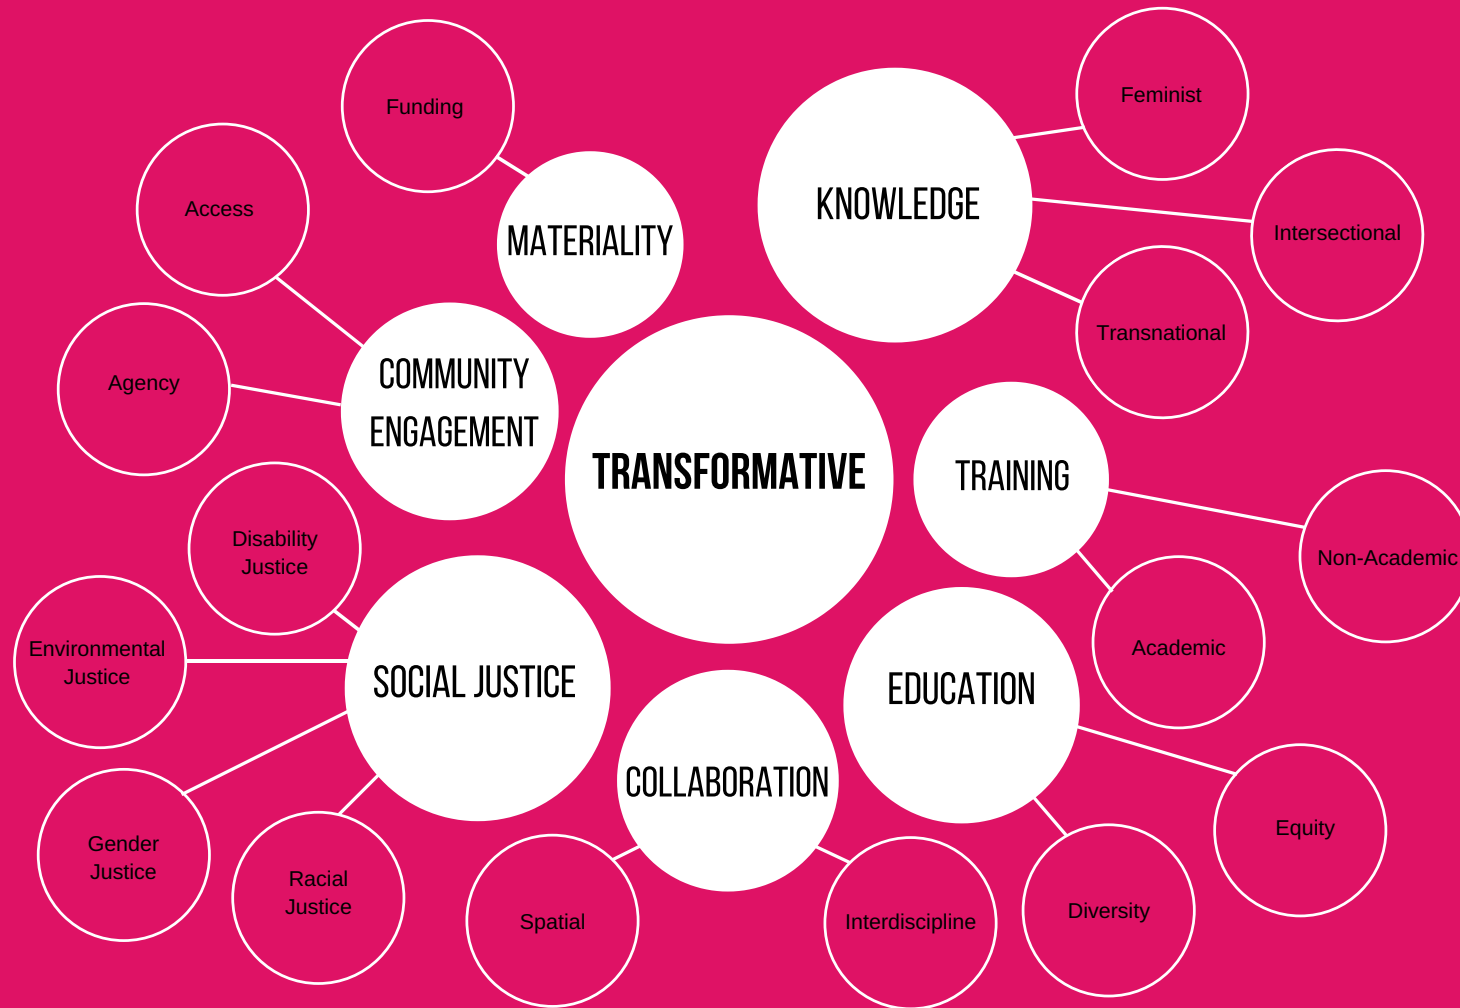 Funding
Feminist
Access
KNOWLEDGE
Intersectional
MATERIALITY
Transnational
Agency
COMMUNITY
ENGAGEMENT
TRANSFORMATIVE
TRAINING
Disability
Justice
Non-Academic
Environmental
Justice
Academic
SOCIAL JUSTICE
EDUCATION
COLLABORATION
Gender
Justice
Equity
Racial
Justice
Spatial
Interdiscipline
Diversity